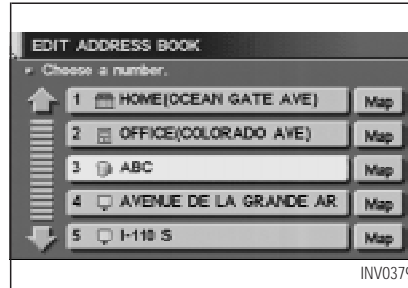 EDIT ADDRESS BOOK
Choose a number.
1 HOME(OCEAN GATE AVE) Map
2 OFFICE(COLORADO AVE) Map
3 ABC Map
4 AVENUE DE LA GRANDE AR Map
5 I-110 S Map
INV0379